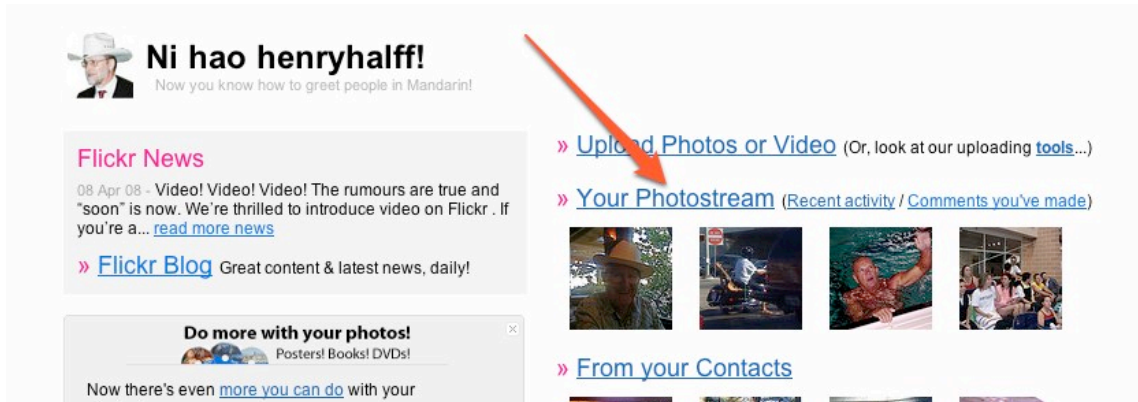 Ni hao henryhalff!
Now you know how to greet people in Mandarin!
Flickr News
08 Apr 08 - Video! Video! Video! The rumours are true and
“soon” is now. We're thrilled to introduce video on Flickr . If
you're a... read more news
» Flickr Blog Great content & latest news, daily!
Do more with your photos!
Posters! Books! DVDs!
Now there's even more you can do with your
» Upload Photos or Video (Or, look at our uploading tools...)
» Your Photostream (Recent activity / Comments you've made)
» From your Contacts